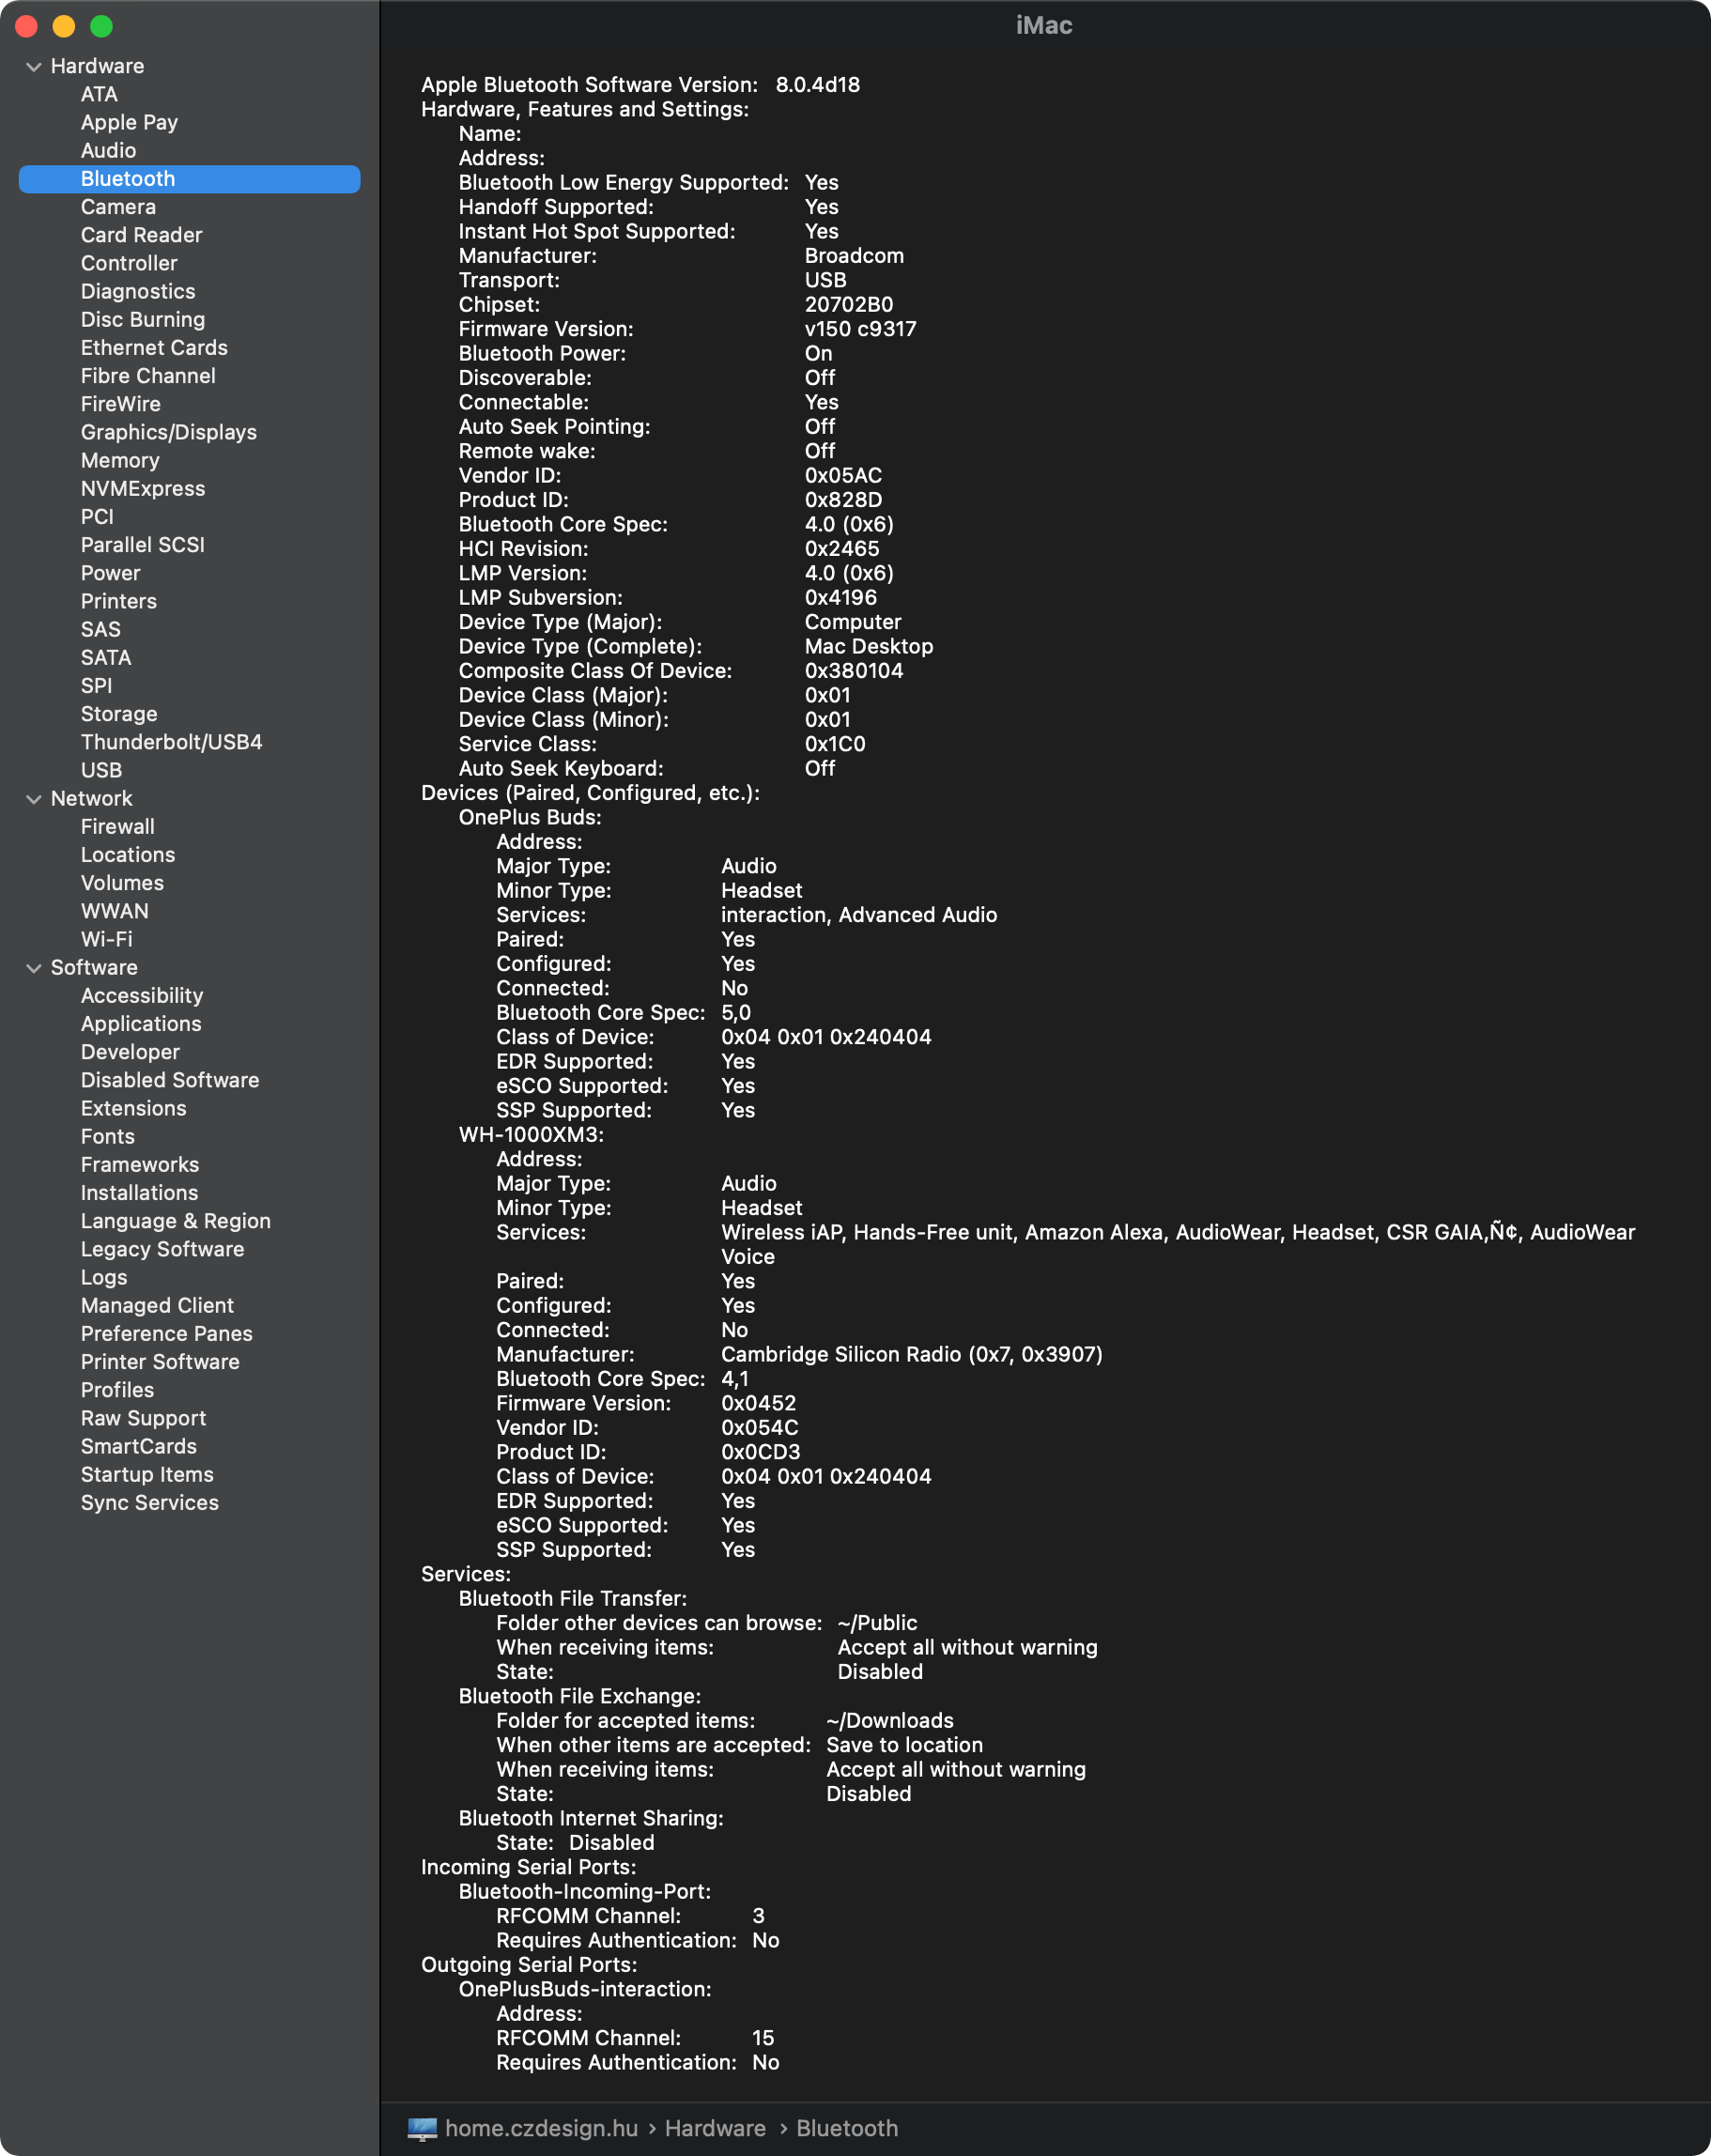 iMac
Hardware
ATA
Apple Pay
Audio
Bluetooth
Camera
Card Reader
Controller
Diagnostics
Disc Burning
Ethernet Cards
Fibre Channel
FireWire
Graphics/Displays
Memory
NVMExpress
PCI
Parallel SCSI
Power
Printers
SAS
SATA
SPI
Storage
Thunderbolt/USB4
USB
Network
Firewall
Locations
Volumes
WWAN
Wi-Fi
Software
Accessibility
Applications
Developer
Disabled Software
Extensions
Fonts
Frameworks
Installations
Language & Region
Legacy Software
Logs
Managed Client
Preference Panes
Printer Software
Profiles
Raw Support
SmartCards
Startup Items
Sync Services
Apple Bluetooth Software Version: 8.0.4d18
Hardware, Features and Settings:
Name:
Address:
Bluetooth Low Energy Supported: Yes
Handoff Supported: Yes
Instant Hot Spot Supported: Yes
Manufacturer: Broadcom
Transport: USB
Chipset: 20702B0
Firmware Version: v150 c9317
Bluetooth Power: On
Discoverable: Off
Connectable: Yes
Auto Seek Pointing: Off
Remote wake: Off
Vendor ID: 0x05AC
Product ID: 0x828D
Bluetooth Core Spec: 4.0 (0x6)
HCI Revision: 0x2465
LMP Version: 4.0 (0x6)
LMP Subversion: 0x4196
Device Type (Major): Computer
Device Type (Complete): Mac Desktop
Composite Class Of Device: 0x380104
Device Class (Major): 0x01
Device Class (Minor): 0x01
Service Class: 0x1C0
Auto Seek Keyboard: Off
Devices (Paired, Configured, etc.):
OnePlus Buds:
Address:
Major Type: Audio
Minor Type: Headset
Services: interaction, Advanced Audio
Paired: Yes
Configured: Yes
Connected: No
Bluetooth Core Spec: 5,0
Class of Device: 0x04 0x01 0x240404
EDR Supported: Yes
eSCO Supported: Yes
SSP Supported: Yes
WH-1000XM3:
Address:
Major Type: Audio
Minor Type: Headset
Services: Wireless iAP, Hands-Free unit, Amazon Alexa, AudioWear, Headset, CSR GAIA‚Ñ¢, AudioWear
Voice
Paired: Yes
Configured: Yes
Connected: No
Manufacturer: Cambridge Silicon Radio (0x7, 0x3907)
Bluetooth Core Spec: 4,1
Firmware Version: 0x0452
Vendor ID: 0x054C
Product ID: 0x0CD3
Class of Device: 0x04 0x01 0x240404
EDR Supported: Yes
eSCO Supported: Yes
SSP Supported: Yes
Services:
Bluetooth File Transfer:
Folder other devices can browse: ~/Public
When receiving items: Accept all without warning
State: Disabled
Bluetooth File Exchange:
Folder for accepted items: ~/Downloads
When other items are accepted: Save to location
When receiving items: Accept all without warning
State: Disabled
Bluetooth Internet Sharing:
State: Disabled
Incoming Serial Ports:
Bluetooth-Incoming-Port:
RFCOMM Channel: 3
Requires Authentication: No
Outgoing Serial Ports:
OnePlusBuds-interaction:
Address:
RFCOMM Channel: 15
Requires Authentication: No
home.czdesign.hu › Hardware › Bluetooth